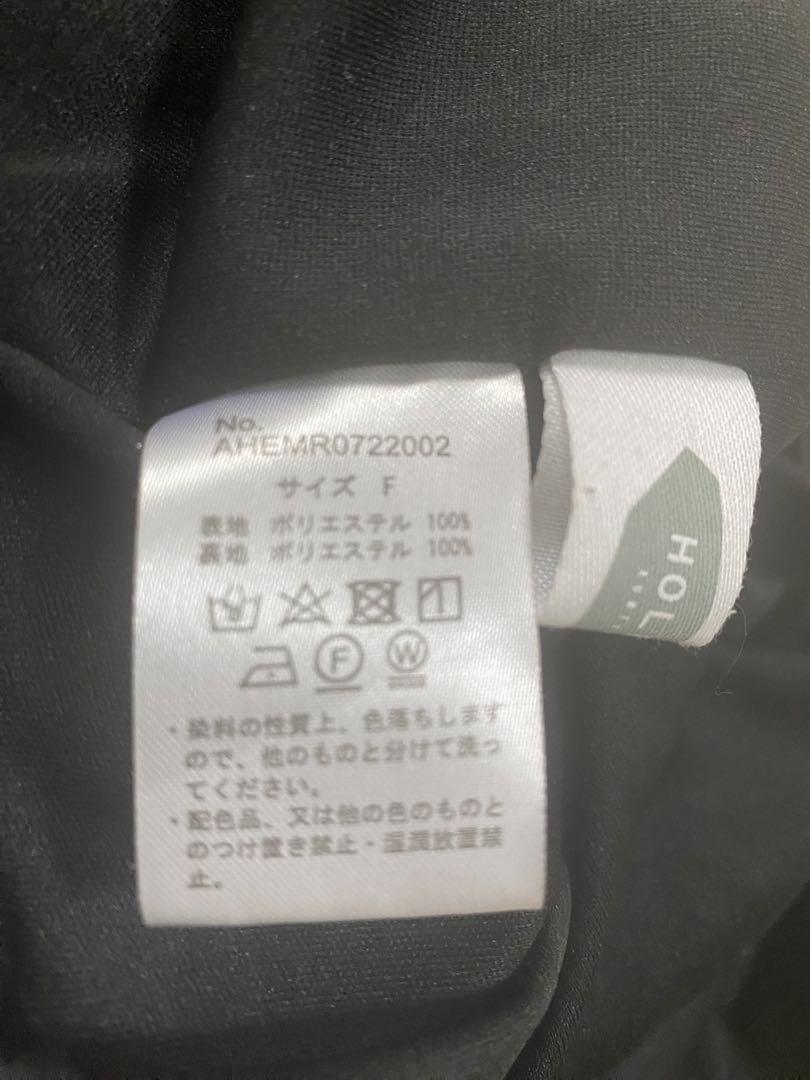 No.
AHEMR0722002
サイズ F
表地 ポリエステル 100%
裏地 ポリエステル 100%
F W
・染料の性質上、色落ちします
ので、他のものと分けて洗っ
てください。
・配色品、又は他の色のものと
のつけ置き禁止・湿潤放置禁
止。
HOL